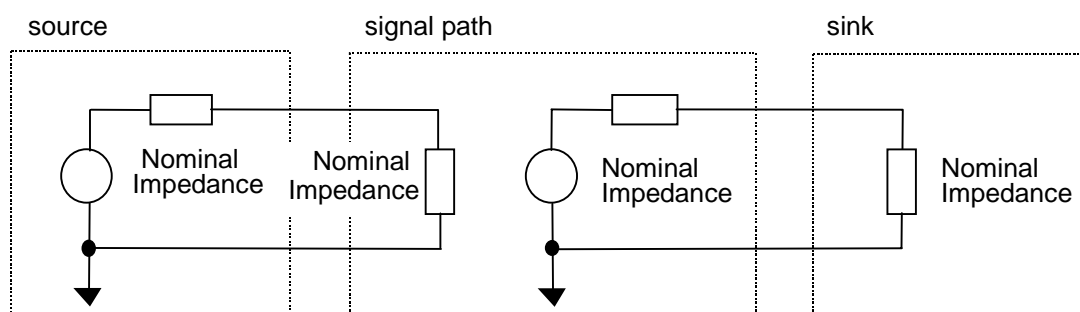 source
signal path
sink
Nominal
Impedance
Nominal
Impedance
Nominal
Impedance
Nominal
Impedance